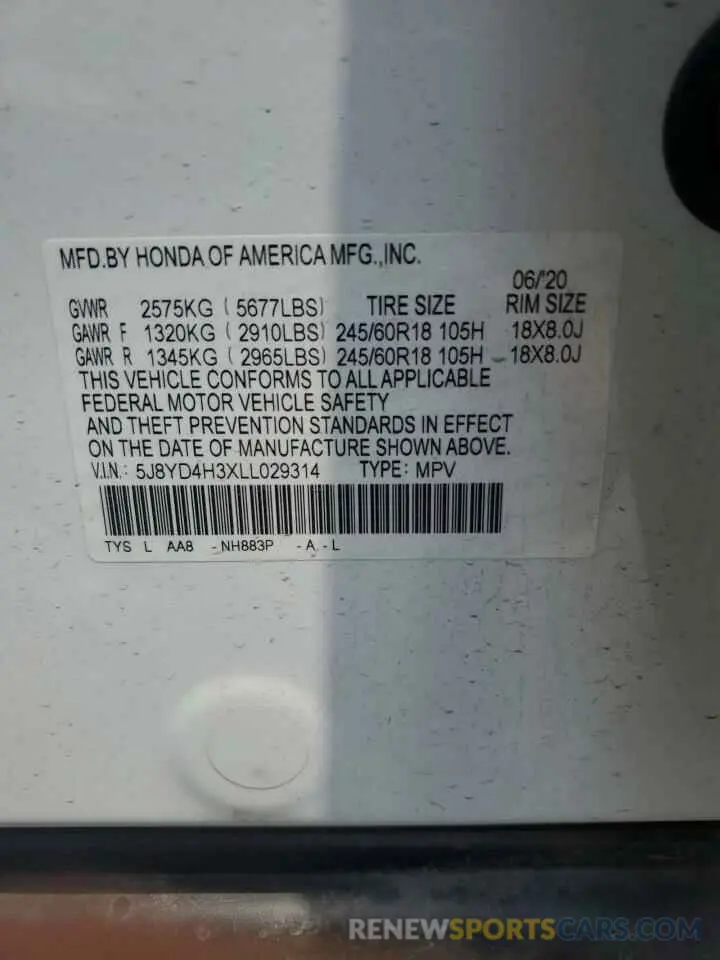 MFD.BY HONDA OF AMERICA MFG.,INC.
06/'20
GVWR 2575KG ( 5677LBS) TIRE SIZE RIM SIZE
GAWR F 1320KG ( 2910LBS) 245/60R18 105H 18X8.0J
GAWR R 1345KG ( 2965LBS) 245/60R18 105H 18X8.0J
THIS VEHICLE CONFORMS TO ALL APPLICABLE
FEDERAL MOTOR VEHICLE SAFETY
AND THEFT PREVENTION STANDARDS IN EFFECT
ON THE DATE OF MANUFACTURE SHOWN ABOVE.
V.I.N.: 5J8YD4H3XLL029314 TYPE: MPV
TYS L AA8 -NH883P -A -L
RENEWSPORTSCARS.COM